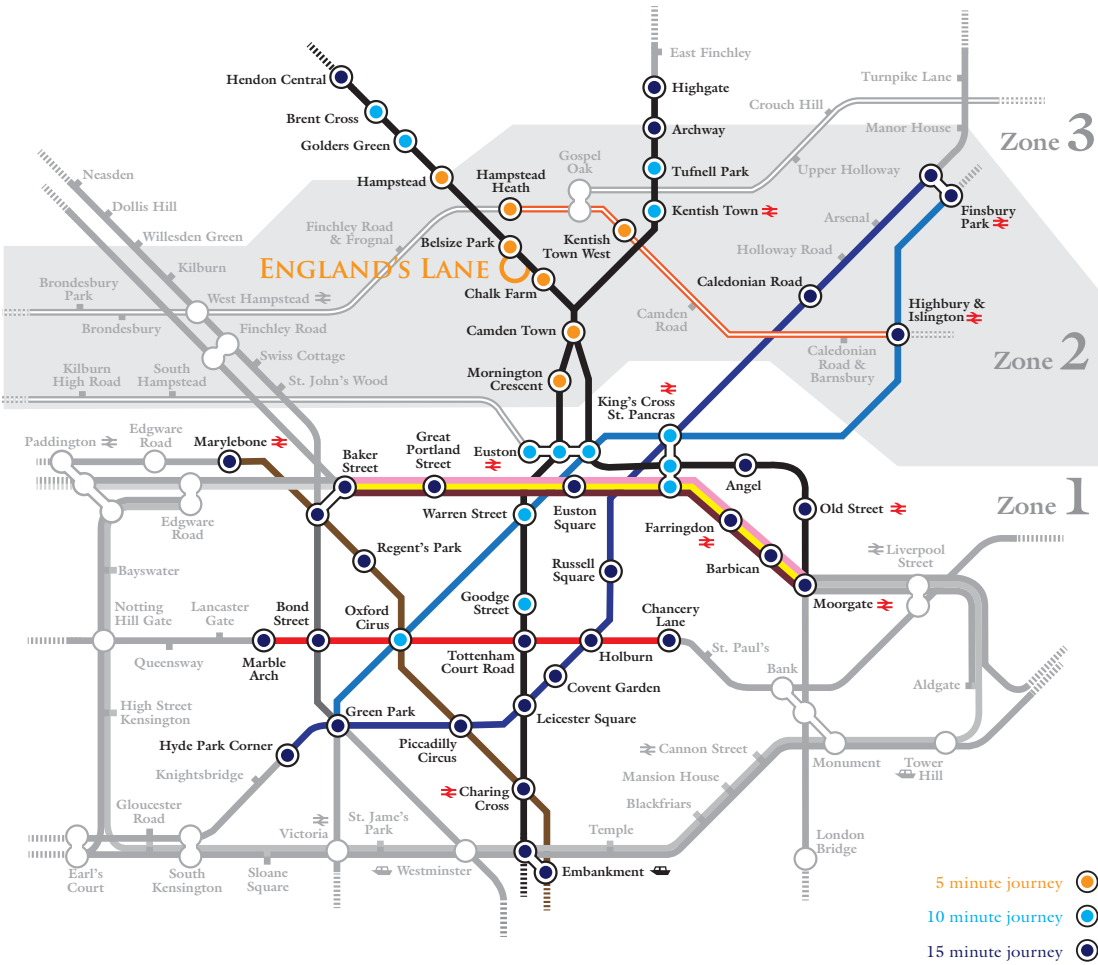 East Finchley
Hendon Central
Highgate
Turnpike Lane
Brent Cross
Crouch Hill
Archway
Manor House
Zone 3
Golders Green
Gospel
Oak
Neasden
Hampstead
Hampstead
Heath
Tufnell Park
Upper Holloway
Dollis Hill
Kentish Town
Finsbury
Park
Arsenal
Willesden Green
Finchley Road
& Frognal
Belsize Park
Kentish
Town West
Holloway Road
Kilburn
ENGLAND'S LANE
Chalk Farm
Caledonian Road
Brondesbury
Park
West Hampstead
Highbury &
Islington
Brondesbury
Finchley Road
Camden Town
Camden
Road
Caledonian
Road &
Barnsbury
Zone 2
Swiss Cottage
Kilburn
High Road
South
Hampstead
St. John's Wood
Mornington
Crescent
King's Cross
St. Pancras
Paddington
Edgware
Road
Marylebone
Baker
Street
Great
Portland
Street
Euston
Angel
Zone 1
Edgware
Road
Warren Street
Euston
Square
Farringdon
Old Street
Liverpool
Street
Regent's Park
Barbican
Bayswater
Russell
Square
Moorgate
Notting
Hill Gate
Lancaster
Gate
Bond
Street
Oxford
Cirus
Goodge
Street
Chancery
Lane
Queensway
Marble
Arch
Tottenham
Court Road
Holburn
St. Paul's
Bank
Covent Garden
Aldgate
High Street
Kensington
Green Park
Leicester Square
Hyde Park Corner
Piccadilly
Circus
Cannon Street
Knightsbridge
Monument
Tower
Hill
Mansion House
Charing
Cross
Blackfriars
Gloucester
Road
Victoria
St. Jame's
Park
Temple
London
Bridge
Earl's
Court
South
Kensington
Sloane
Square
Westminster
Embankment
5 minute journey
10 minute journey
15 minute journey